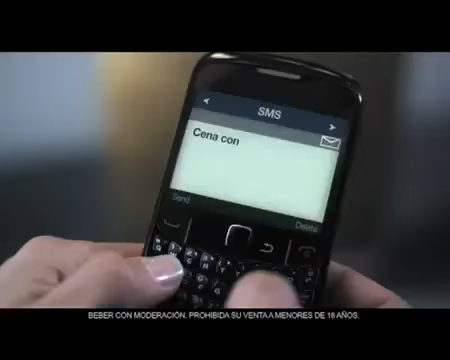 SMS
Cena con
Send
Delete
BEBER CON MODERACIÓN. PROHIBIDA SU VENTA A MENORES DE 18 AÑOS.